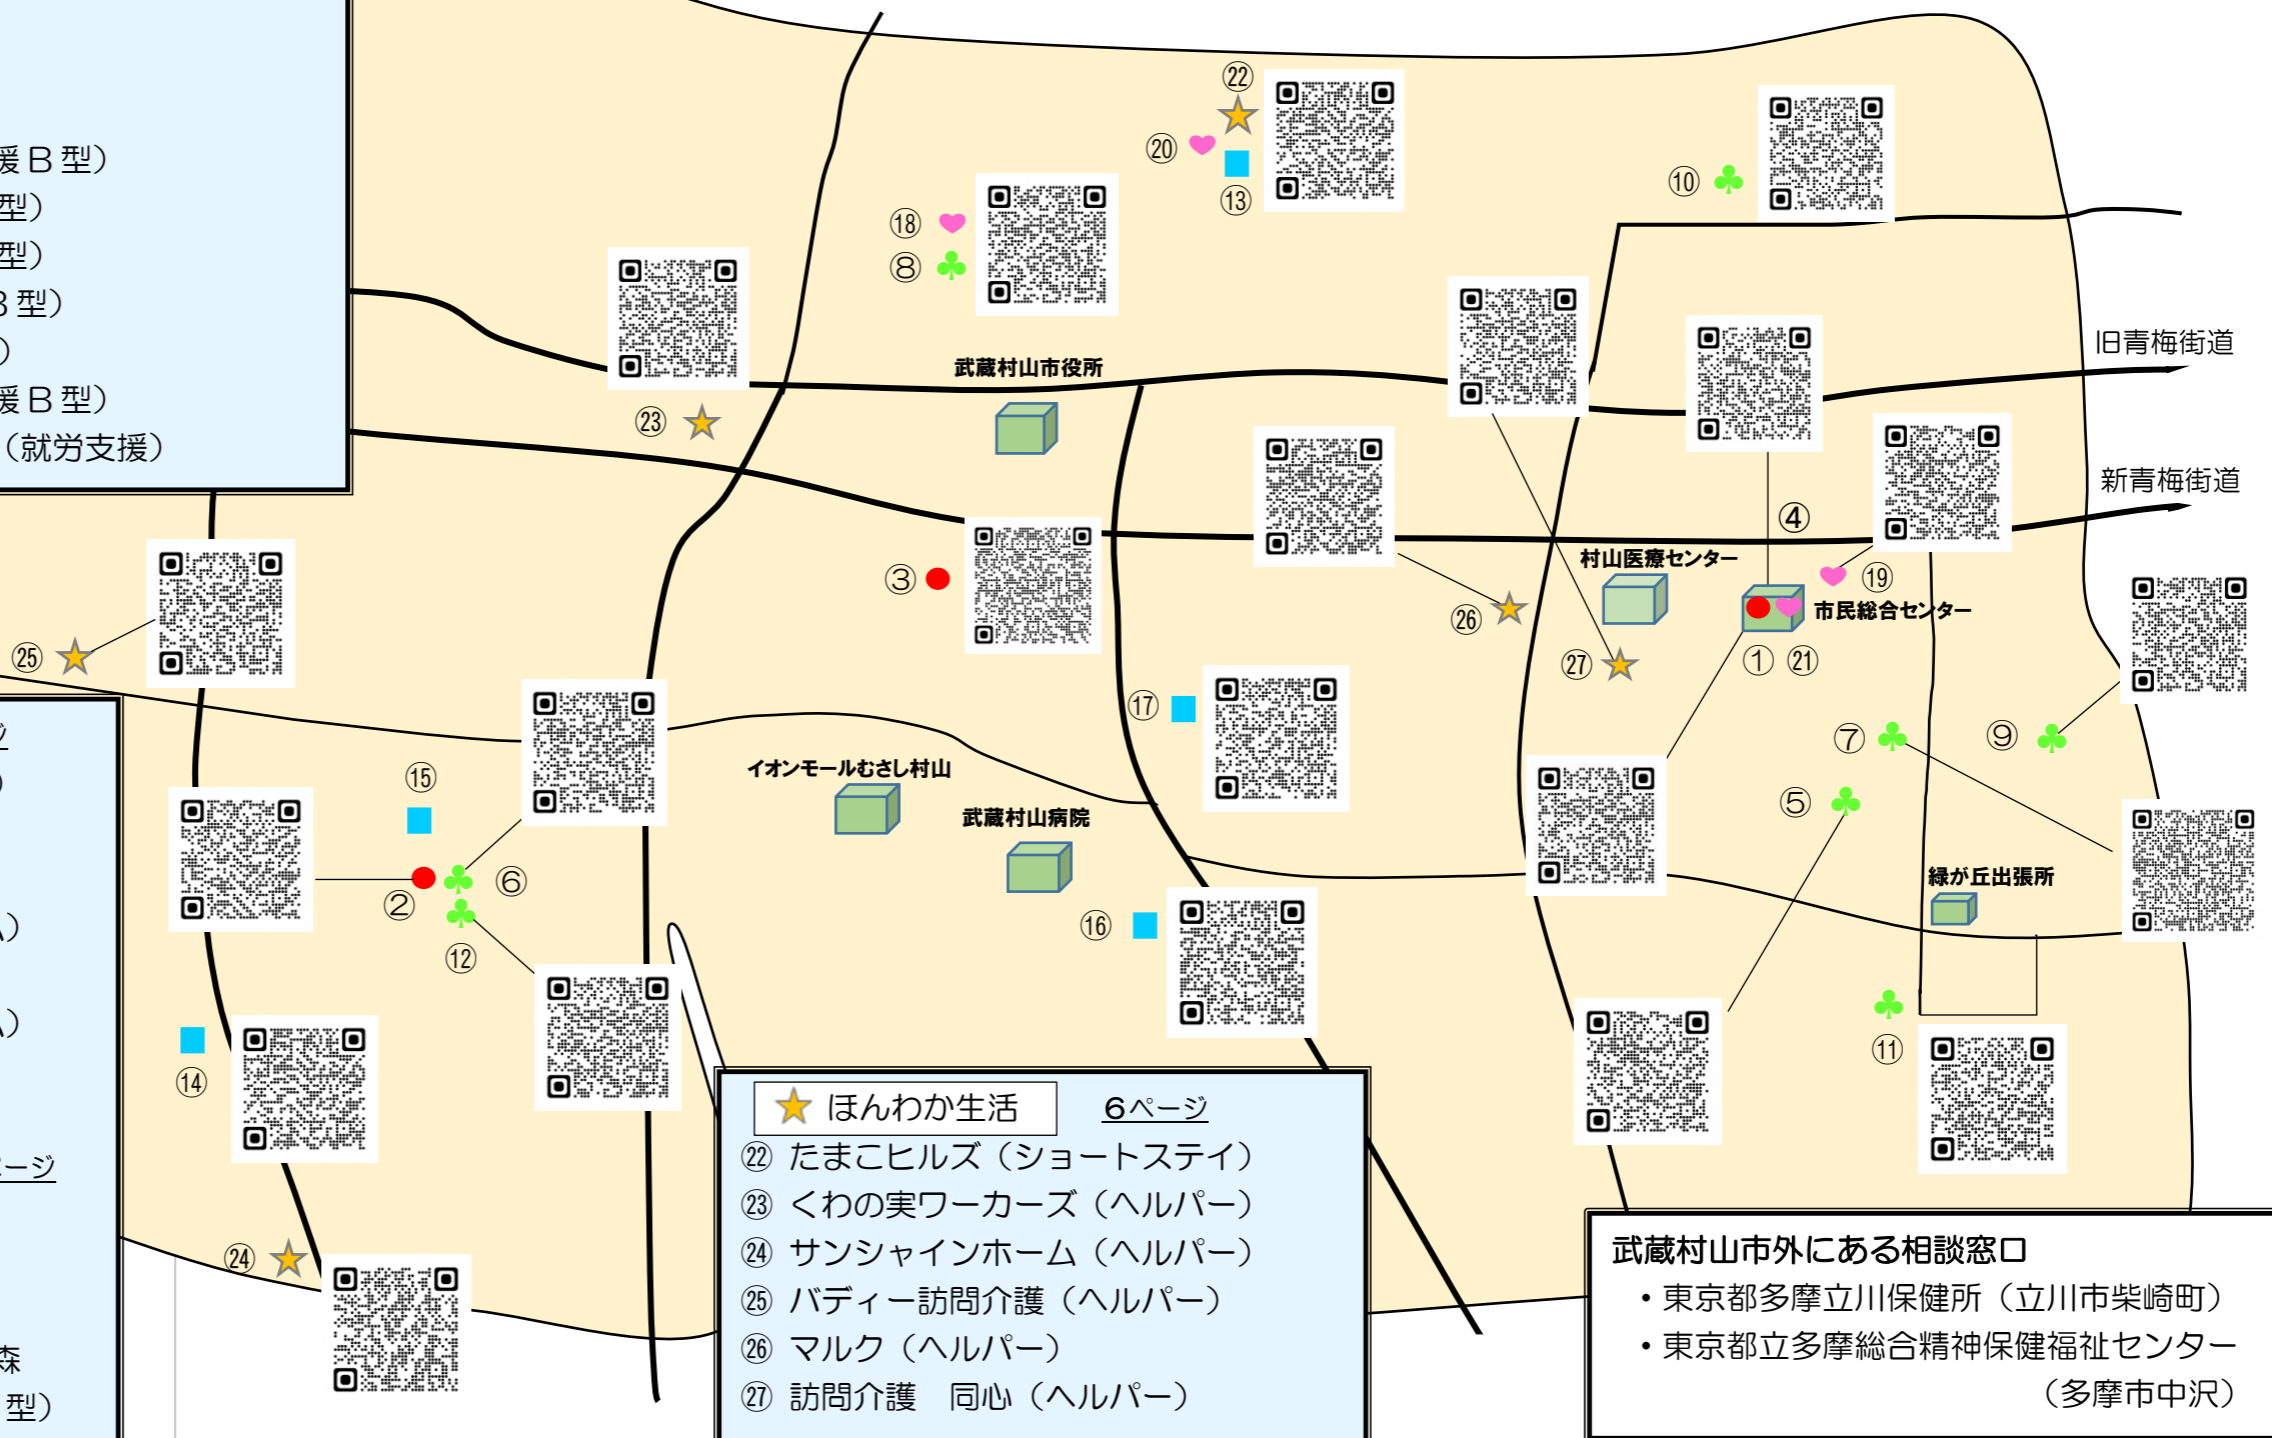 援Ｂ型）
型）
型）
Ｂ型）
）
援Ｂ型）
（就労支援）
㉒
⑳
⑬
⑩
⑱
⑧
旧青梅街道
武蔵村山市役所
㉓
新青梅街道
④
村山医療センター
③
⑲
市民総合センター
㉖
㉕
㉗
① ㉑
⑰
⑦
⑨
イオンモールむさし村山
⑮
⑤
武蔵村山病院
⑥
緑が丘出張所
②
⑯
⑫
⑪
⑭
㉔
ジ
）
ム）
ム）
ページ
森
型）
ほんわか生活 6ページ
㉒ たまこヒルズ（ショートステイ）
㉓ くわの実ワーカーズ（ヘルパー）
㉔ サンシャインホーム（ヘルパー）
㉕ バディー訪問介護（ヘルパー）
㉖ マルク（ヘルパー）
㉗ 訪問介護　同心（ヘルパー）
武蔵村山市外にある相談窓口
・東京都多摩立川保健所（立川市柴崎町）
・東京都立多摩総合精神保健福祉センター
（多摩市中沢）